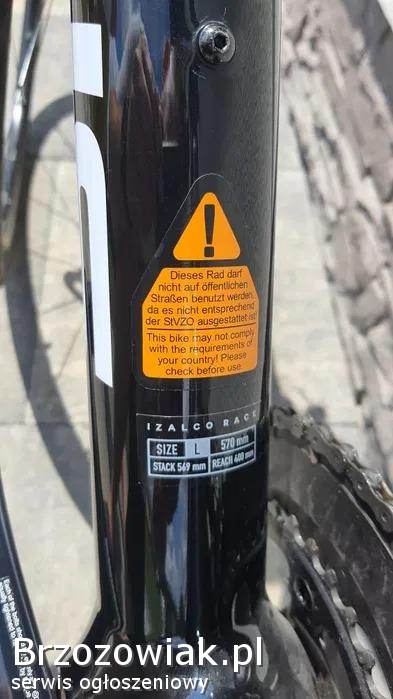 !
Dieses Rad darf
nicht auf öffentlichen
Straßen benutzt werden,
da es nicht entsprechend
der StVZO ausgestattet ist!
This bike may not comply
with the requirements of
your country! Please
check before use.
IZALCO RACE
SIZE L 570 mm
STACK 569 mm REACH 400 mm
Brzozowiak.pl
serwis ogłoszeniowy